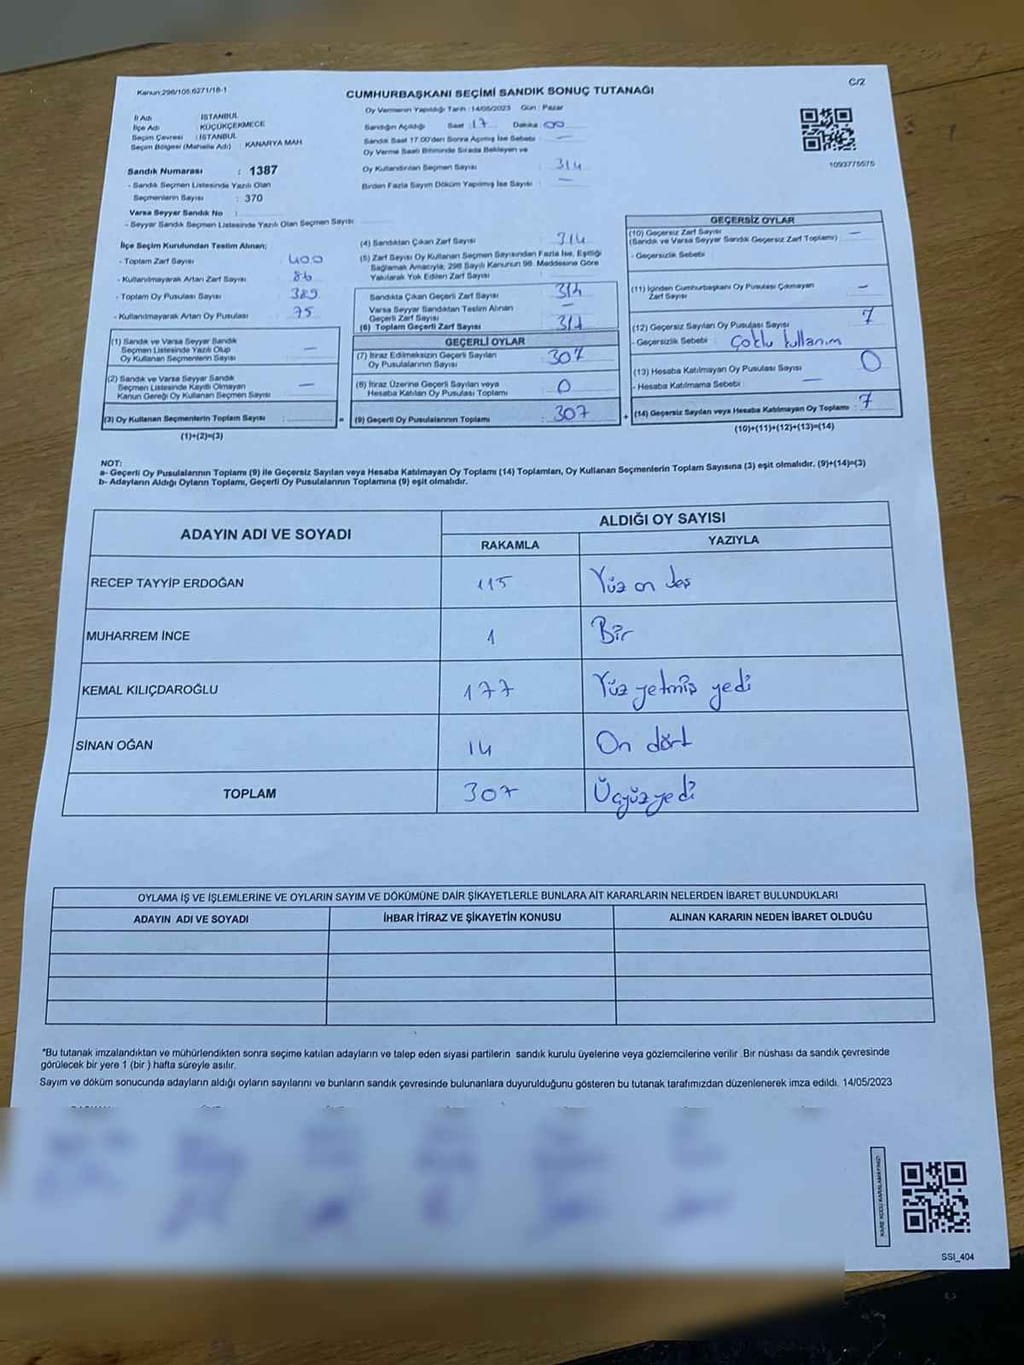 Kanun:298/105,6271/18-1
C/2
CUMHURBAŞKANI SEÇİMİ SANDIK SONUÇ TUTANAĞI
İl Adı : İSTANBUL
İlçe Adı : KÜÇÜKÇEKMECE
Seçim Çevresi : İSTANBUL
Seçim Bölgesi (Mahalle Adı) : KANARYA MAH
Sandık Numarası : 1387
- Sandık Seçmen Listesinde Yazılı Olan
Seçmenlerin Sayısı : 370
Varsa Seyyar Sandık No :
- Seyyar Sandık Seçmen Listesinde Yazılı Olan Seçmen Sayısı
Oy Vermenin Yapıldığı Tarih : 14/05/2023 Gün : Pazar
Sandığın Açıldığı Saat 17 Dakika 00
Sandık Saat 17.00'den Sonra Açılmış İse Sebebi —
Oy Verme Saati Bitiminde Sırada Bekleyen ve
Oy Kullandırılan Seçmen Sayısı 314
Birden Fazla Sayım Döküm Yapılmış İse Sayısı —
1093775575
İlçe Seçim Kurulundan Teslim Alınan;
- Toplam Zarf Sayısı 400
- Kullanılmayarak Artan Zarf Sayısı 86
- Toplam Oy Pusulası Sayısı 389
- Kullanılmayarak Artan Oy Pusulası 75
(1) Sandık ve Varsa Seyyar Sandık
Seçmen Listesinde Yazılı Olup
Oy Kullanan Seçmenlerin Sayısı —
(2) Sandık ve Varsa Seyyar Sandık
Seçmen Listesinde Kayıtlı Olmayan
Kanun Gereği Oy Kullanan Seçmen Sayısı —
(3) Oy Kullanan Seçmenlerin Toplam Sayısı =
(1)+(2)=(3)
(4) Sandıktan Çıkan Zarf Sayısı 314
(5) Zarf Sayısı Oy Kullanan Seçmen Sayısından Fazla İse, Eşitliği
Sağlamak Amacıyla, 298 Sayılı Kanunun 98. Maddesine Göre
Yakılarak Yok Edilen Zarf Sayısı
Sandıkta Çıkan Geçerli Zarf Sayısı 314
Varsa Seyyar Sandıktan Teslim Alınan
Geçerli Zarf Sayısı —
(6) Toplam Geçerli Zarf Sayısı 314
GEÇERLİ OYLAR
(7) İtiraz Edilmeksizin Geçerli Sayılan
Oy Pusulalarının Sayısı 307
(8) İtiraz Üzerine Geçerli Sayılan veya
Hesaba Katılan Oy Pusulası Toplamı 0
(9) Geçerli Oy Pusulalarının Toplamı 307 +
GEÇERSİZ OYLAR
(10) Geçersiz Zarf Sayısı —
(Sandık ve Varsa Seyyar Sandık Geçersiz Zarf Toplamı)
- Geçersizlik Sebebi
(11) İçinden Cumhurbaşkanı Oy Pusulası Çıkmayan
Zarf Sayısı —
(12) Geçersiz Sayılan Oy Pusulası Sayısı 7
- Geçersizlik Sebebi Çoklu kullanım
(13) Hesaba Katılmayan Oy Pusulası Sayısı 0
- Hesaba Katılmama Sebebi —
(14) Geçersiz Sayılan veya Hesaba Katılmayan Oy Toplamı 7
(10)+(11)+(12)+(13)=(14)
NOT:
a- Geçerli Oy Pusulalarının Toplamı (9) ile Geçersiz Sayılan veya Hesaba Katılmayan Oy Toplamı (14) Toplamları, Oy Kullanan Seçmenlerin Toplam Sayısına (3) eşit olmalıdır. (9)+(14)=(3)
b- Adayların Aldığı Oyların Toplamı, Geçerli Oy Pusulalarının Toplamına (9) eşit olmalıdır.
ADAYIN ADI VE SOYADI
ALDIĞI OY SAYISI
RAKAMLA YAZIYLA
RECEP TAYYİP ERDOĞAN 115 Yüz on beş
MUHARREM İNCE 1 Bir
KEMAL KILIÇDAROĞLU 177 Yüz yetmiş yedi
SİNAN OĞAN 14 On dört
TOPLAM 307 Üçyüzyedi
OYLAMA İŞ VE İŞLEMLERİNE VE OYLARIN SAYIM VE DÖKÜMÜNE DAİR ŞİKAYETLERLE BUNLARA AİT KARARLARIN NELERDEN İBARET BULUNDUKLARI
ADAYIN ADI VE SOYADI İHBAR İTİRAZ VE ŞİKAYETİN KONUSU ALINAN KARARIN NEDEN İBARET OLDUĞU
*Bu tutanak imzalandıktan ve mühürlendikten sonra seçime katılan adayların ve talep eden siyasi partilerin sandık kurulu üyelerine veya gözlemcilerine verilir. Bir nüshası da sandık çevresinde
görülecek bir yere 1 (bir ) hafta süreyle asılır.
Sayım ve döküm sonucunda adayların aldığı oyların sayılarını ve bunların sandık çevresinde bulunanlara duyurulduğunu gösteren bu tutanak tarafımızdan düzenlenerek imza edildi. 14/05/2023
KARE KODU KARALAMAYINIZ!
SSI_404